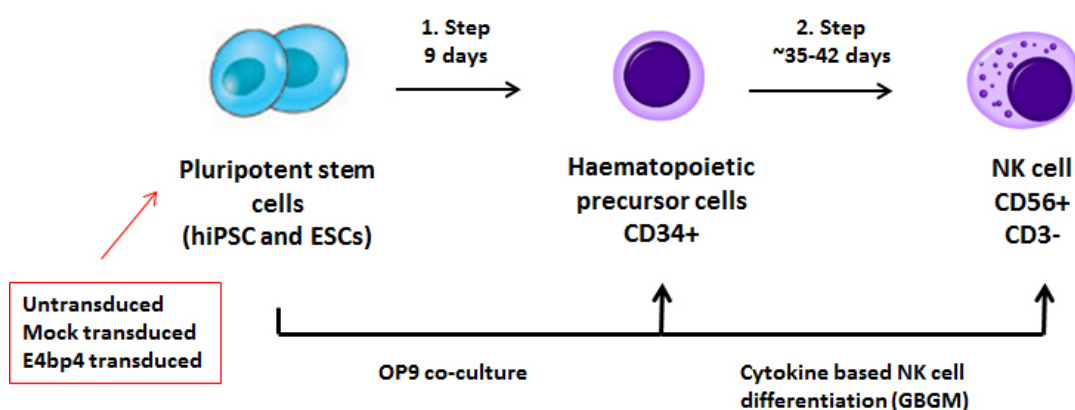 1. Step
9 days
2. Step
~35-42 days
Pluripotent stem
cells
(hiPSC and ESCs)
Haematopoietic
precursor cells
CD34+
NK cell
CD56+
CD3-
Untransduced
Mock transduced
E4bp4 transduced
OP9 co-culture
Cytokine based NK cell
differentiation (GBGM)